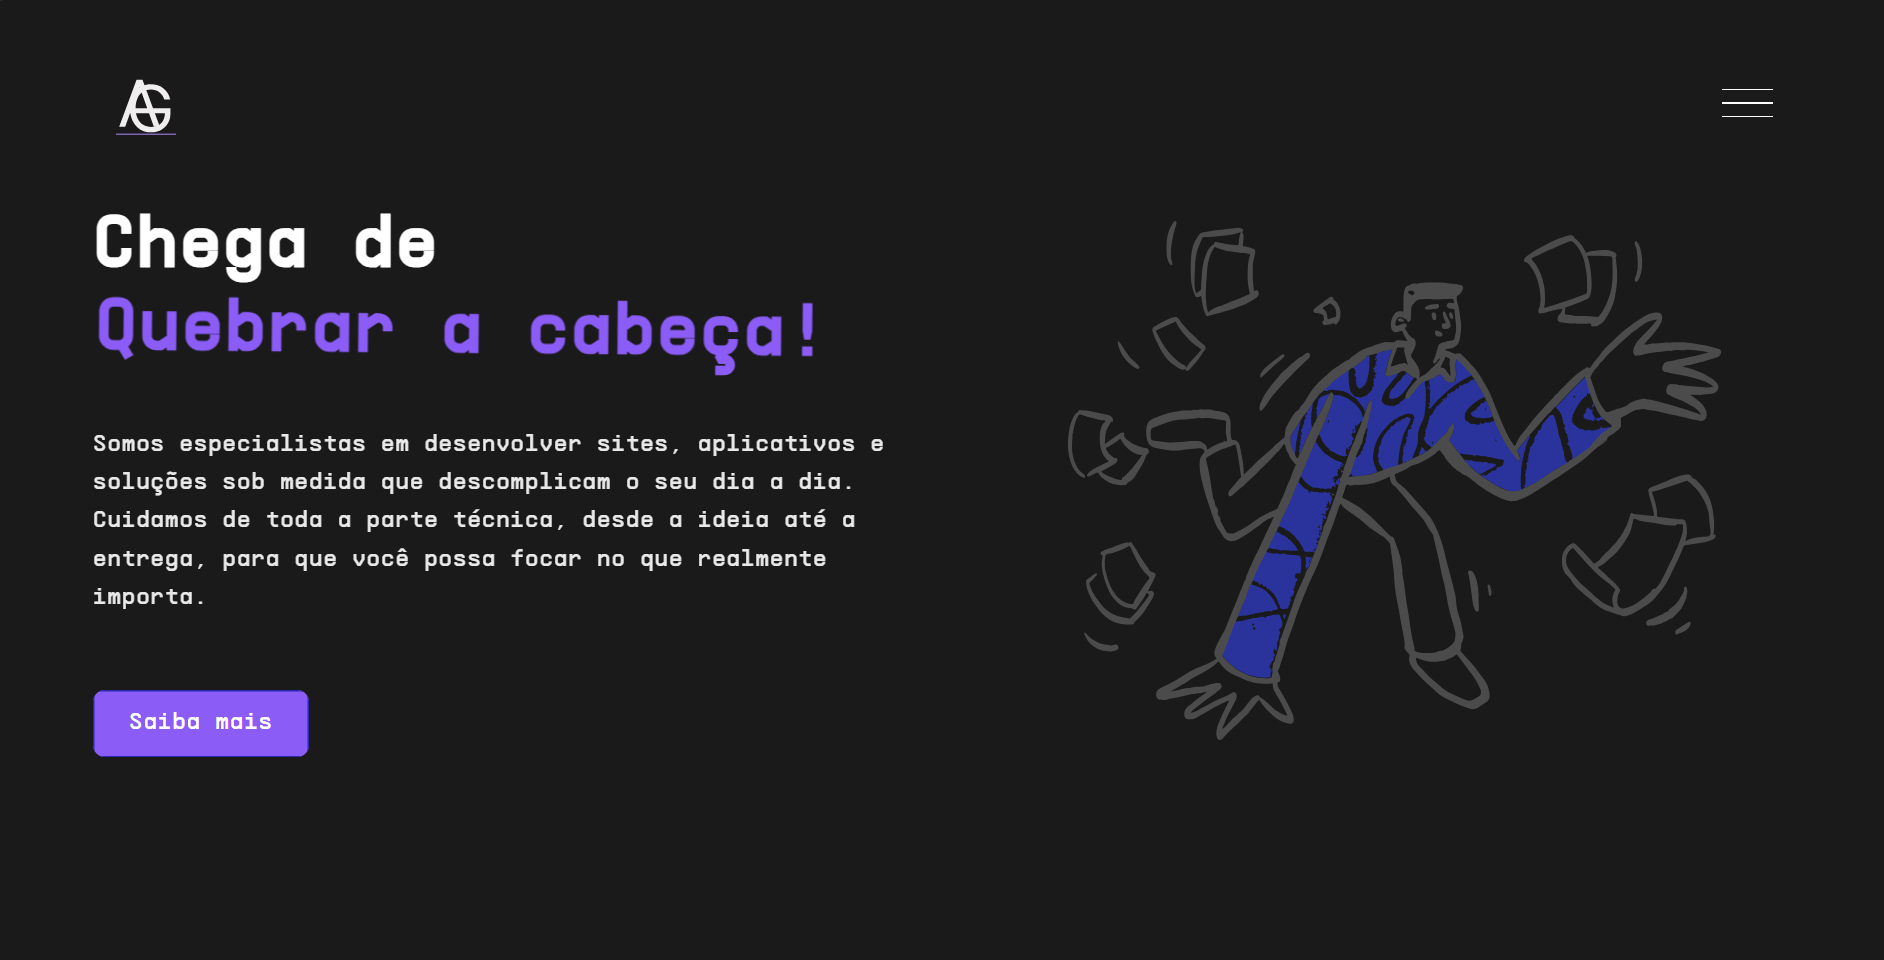 AG
Chega de
Quebrar a cabeça!
Somos especialistas em desenvolver sites, aplicativos e
soluções sob medida que descomplicam o seu dia a dia.
Cuidamos de toda a parte técnica, desde a ideia até a
entrega, para que você possa focar no que realmente
importa.
Saiba mais